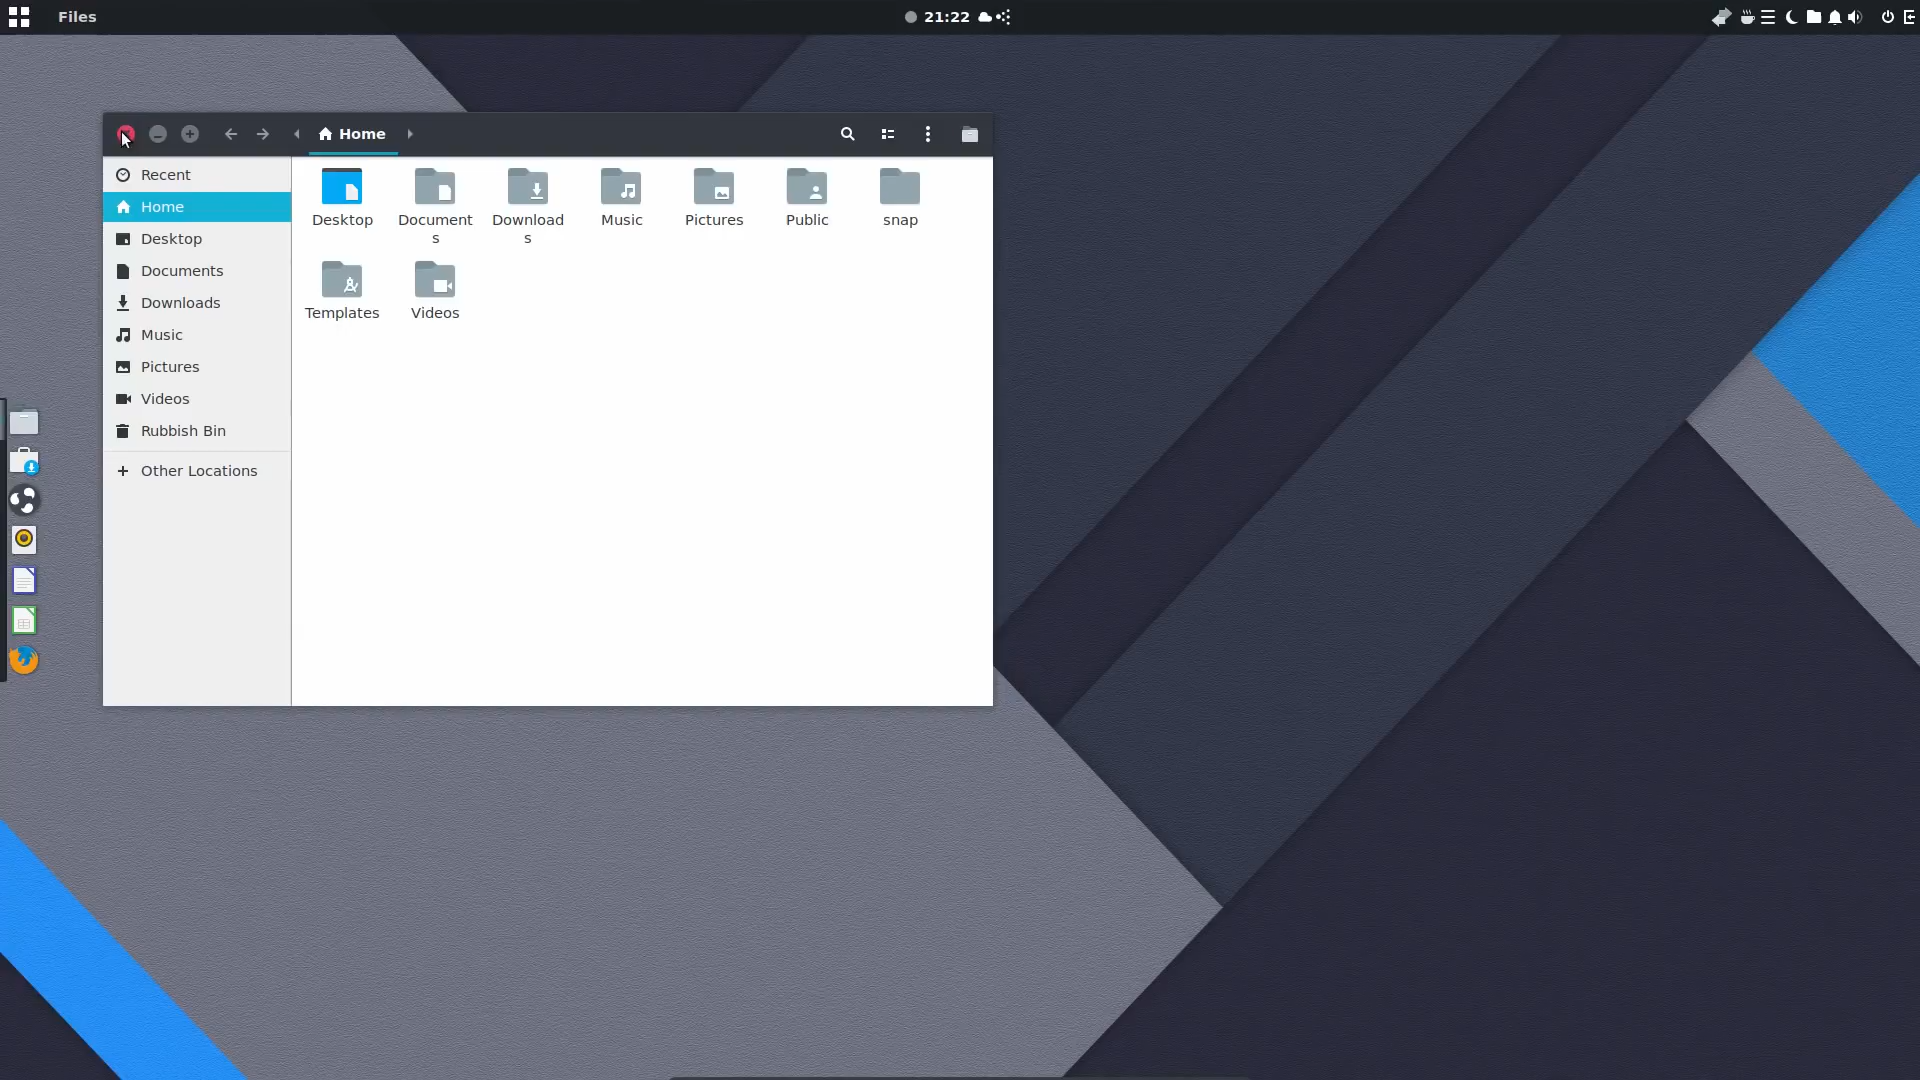 Files
21:22
Home
Recent
Home
Desktop
Documents
Downloads
Music
Pictures
Videos
Rubbish Bin
Other Locations
Desktop
Document
s
Download
s
Music
Pictures
Public
snap
Templates
Videos